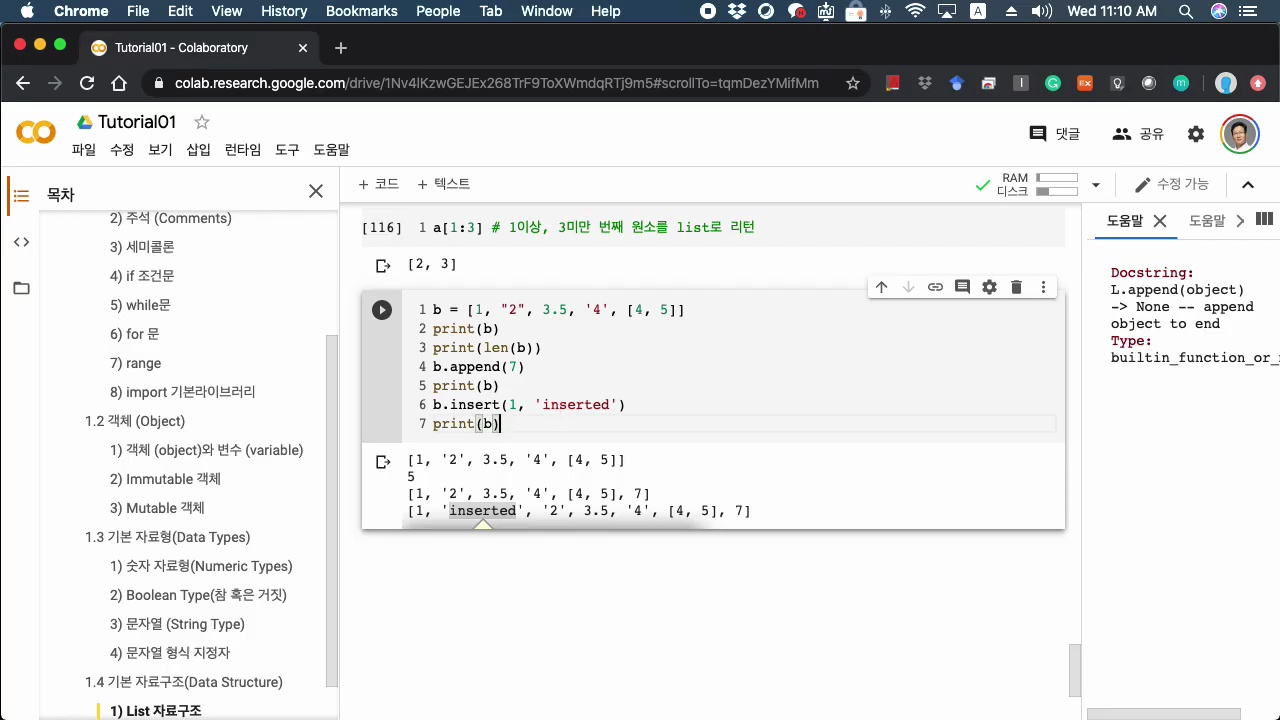 Chrome File Edit View History Bookmarks People Tab Window Help Wed 11:10 AM
Tutorial01 - Colaboratory
colab.research.google.com/drive/1Nv4lKzwGEJEx268TrF9ToXWmdqRTj9m5#scrollTo=tqmDezYMifMm
Tutorial01
파일 수정 보기 삽입 런타임 도구 도움말
댓글 공유
목차
+ 코드 + 텍스트
RAM
디스크
수정 가능
2) 주석 (Comments)
3) 세미콜론
4) if 조건문
5) while문
6) for 문
7) range
8) import 기본라이브러리
1.2 객체 (Object)
1) 객체 (object)와 변수 (variable)
2) Immutable 객체
3) Mutable 객체
1.3 기본 자료형(Data Types)
1) 숫자 자료형(Numeric Types)
2) Boolean Type(참 혹은 거짓)
3) 문자열 (String Type)
4) 문자열 형식 지정자
1.4 기본 자료구조(Data Structure)
1) List 자료구조
[116] 1 a[1:3] # 1이상, 3미만 번째 원소를 list로 리턴
[2, 3]
1 b = [1, "2", 3.5, '4', [4, 5]]
2 print(b)
3 print(len(b))
4 b.append(7)
5 print(b)
6 b.insert(1, 'inserted')
7 print(b)
[1, '2', 3.5, '4', [4, 5]]
5
[1, '2', 3.5, '4', [4, 5], 7]
[1, 'inserted', '2', 3.5, '4', [4, 5], 7]
도움말 도움말
Docstring:
L.append(object)
-> None -- append
object to end
Type:
builtin_function_or_